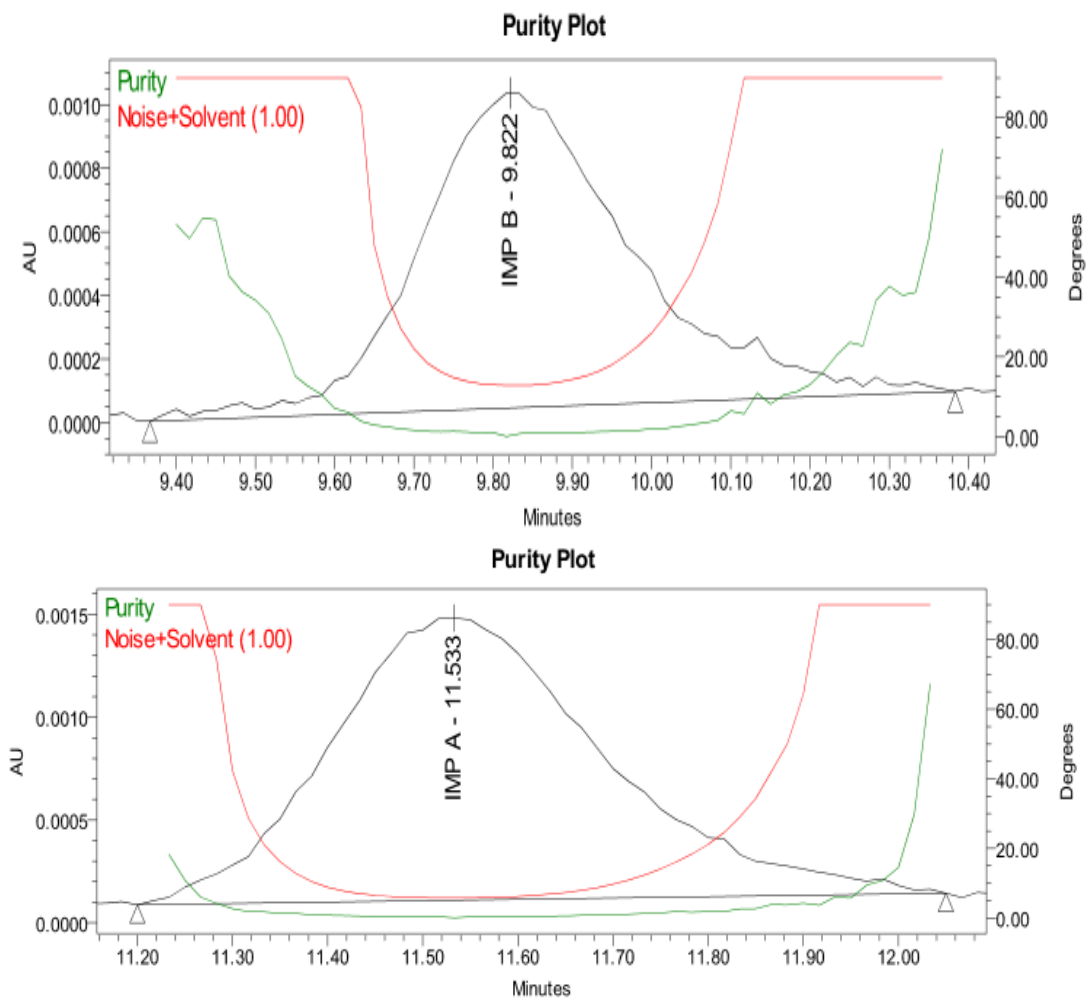 Purity Plot
Purity
Noise+Solvent (1.00)
IMP B - 9.822
AU
0.0010
0.0008
0.0006
0.0004
0.0002
0.0000
80.00
60.00
40.00
20.00
0.00
Degrees
9.40 9.50 9.60 9.70 9.80 9.90 10.00 10.10 10.20 10.30 10.40
Minutes
Purity Plot
Purity
Noise+Solvent (1.00)
IMP A - 11.533
AU
0.0015
0.0010
0.0005
0.0000
80.00
60.00
40.00
20.00
0.00
Degrees
11.20 11.30 11.40 11.50 11.60 11.70 11.80 11.90 12.00
Minutes